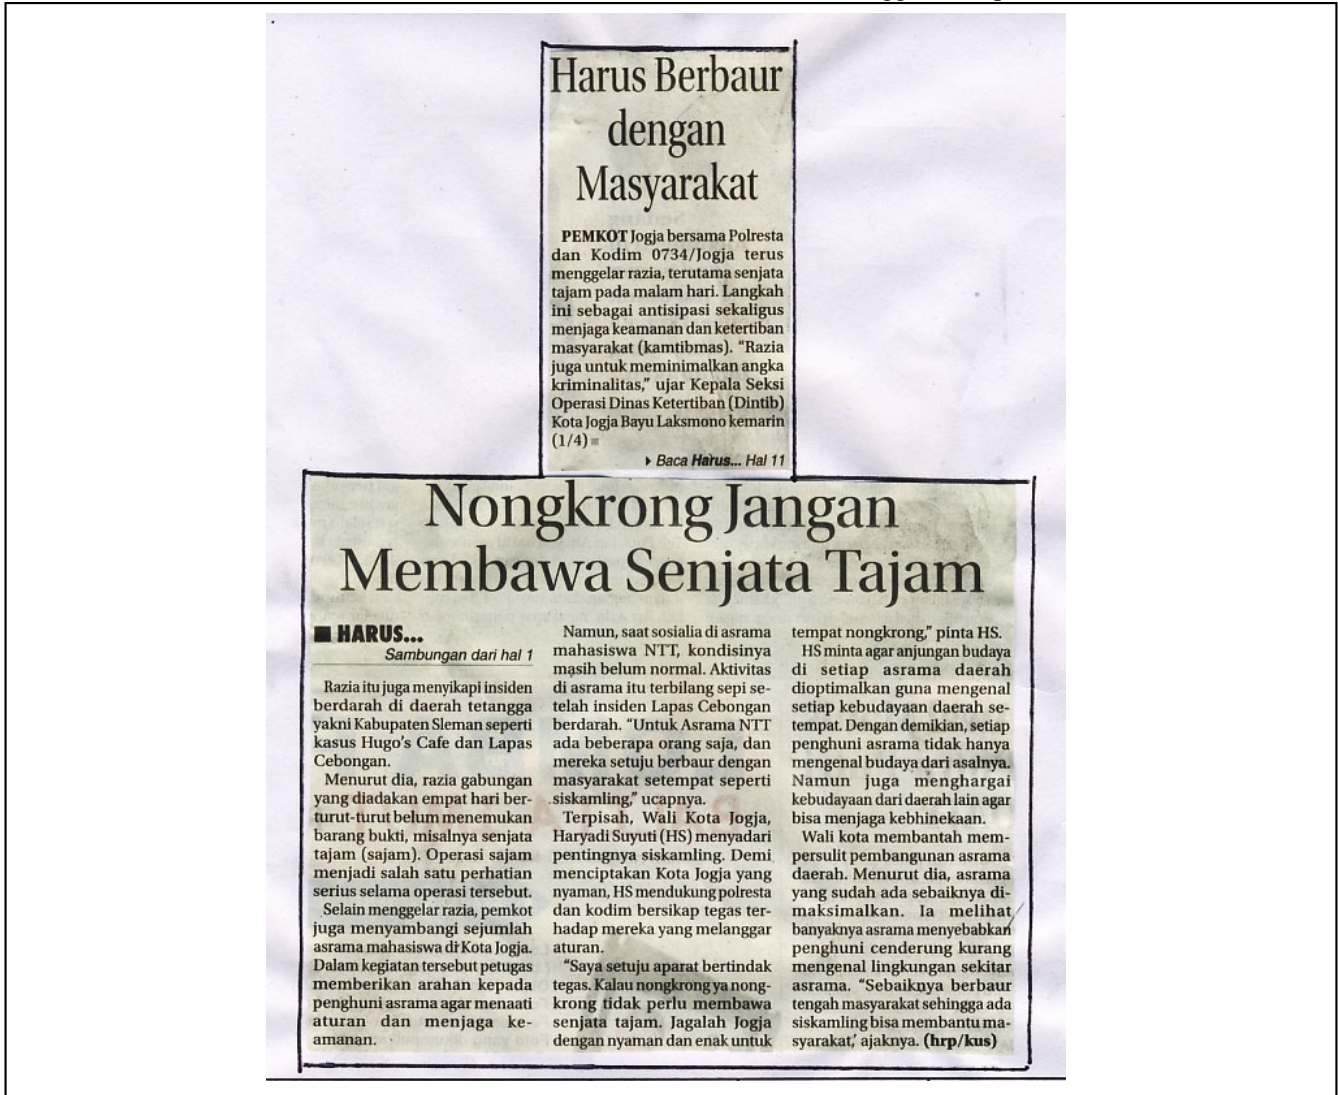 Harus Berbaur
dengan
Masyarakat
PEMKOT Jogja bersama Polresta
dan Kodim 0734/Jogja terus
menggelar razia, terutama senjata
tajam pada malam hari. Langkah
ini sebagai antisipasi sekaligus
menjaga keamanan dan ketertiban
masyarakat (kamtibmas). “Razia
juga untuk meminimalkan angka
kriminalitas,” ujar Kepala Seksi
Operasi Dinas Ketertiban (Dintib)
Kota Jogja Bayu Laksmono kemarin
(1/4)
Baca Harus... Hal 11
Nongkrong Jangan
Membawa Senjata Tajam
HARUS...
Sambungan dari hal 1
Razia itu juga menyikapi insiden
berdarah di daerah tetangga
yakni Kabupaten Sleman seperti
kasus Hugo's Cafe dan Lapas
Cebongan.
Menurut dia, razia gabungan
yang diadakan empat hari ber-
turut-turut belum menemukan
barang bukti, misalnya senjata
tajam (sajam). Operasi sajam
menjadi salah satu perhatian
serius selama operasi tersebut.
Selain menggelar razia, pemkot
juga menyambangi sejumlah
asrama mahasiswa di Kota Jogja.
Dalam kegiatan tersebut petugas
memberikan arahan kepada
penghuni asrama agar menaati
aturan dan menjaga ke-
amanan.
Namun, saat sosialia di asrama
mahasiswa NTT, kondisinya
masih belum normal. Aktivitas
di asrama itu terbilang sepi se-
telah insiden Lapas Cebongan
berdarah. “Untuk Asrama NTT
ada beberapa orang saja, dan
mereka setuju berbaur dengan
masyarakat setempat seperti
siskamling,” ucapnya.
Terpisah, Wali Kota Jogja,
Haryadi Suyuti (HS) menyadari
pentingnya siskamling. Demi
menciptakan Kota Jogja yang
nyaman, HS mendukung polresta
dan kodim bersikap tegas ter-
hadap mereka yang melanggar
aturan.
“Saya setuju aparat bertindak
tegas. Kalau nongkrong ya nong-
krong tidak perlu membawa
senjata tajam. Jagalah Jogja
dengan nyaman dan enak untuk
tempat nongkrong,” pinta HS.
HS minta agar anjungan budaya
di setiap asrama daerah
dioptimalkan guna mengenal
setiap kebudayaan daerah se-
tempat. Dengan demikian, setiap
penghuni asrama tidak hanya
mengenal budaya dari asalnya.
Namun juga menghargai
kebudayaan dari daerah lain agar
bisa menjaga kebhinekaan.
Wali kota membantah mem-
persulit pembangunan asrama
daerah. Menurut dia, asrama
yang sudah ada sebaiknya di-
maksimalkan. Ia melihat
banyaknya asrama menyebabkan
penghuni cenderung kurang
mengenal lingkungan sekitar
asrama. “Sebaiknya berbaur
tengah masyarakat sehingga ada
siskamling bisa membantu ma-
syarakat,’ ajaknya. (hrp/kus)